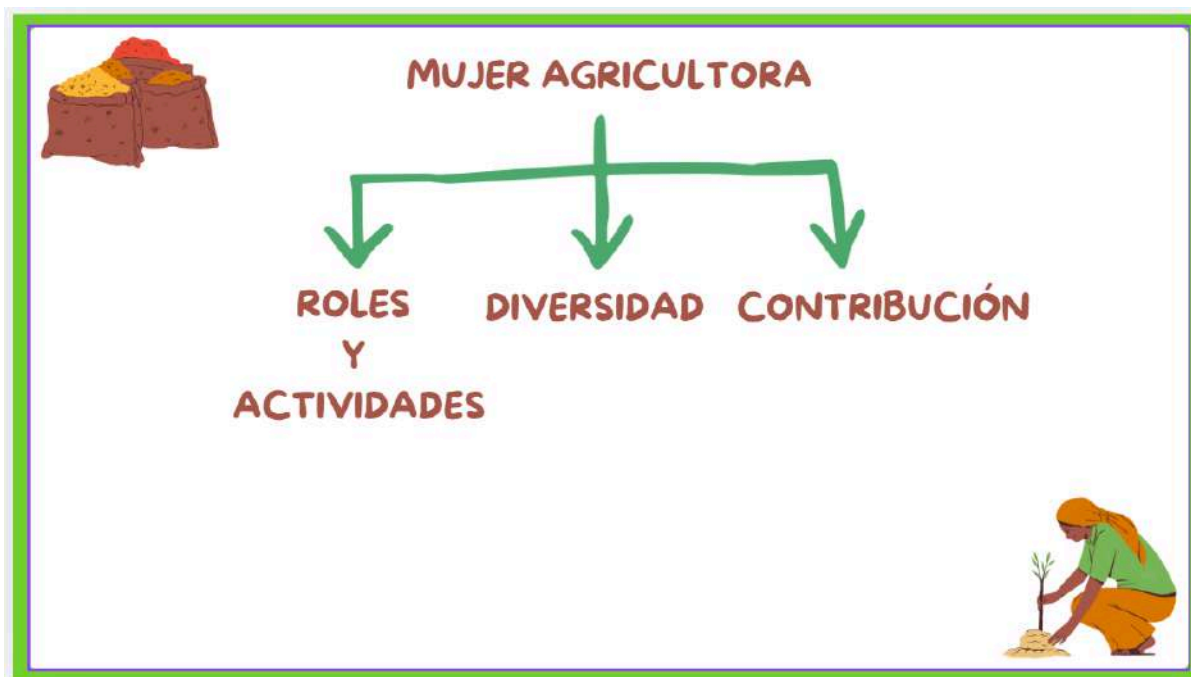 MUJER AGRICULTORA
ROLES
Y
ACTIVIDADES
DIVERSIDAD
CONTRIBUCIÓN